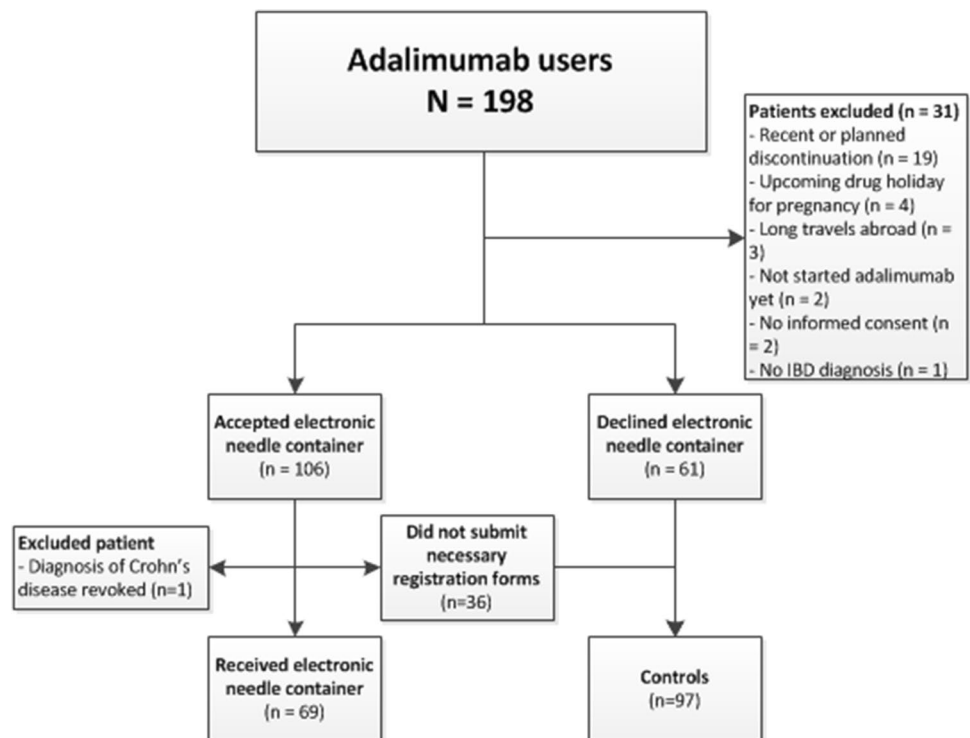 Adalimumab users
N = 198
Patients excluded (n = 31)
- Recent or planned
discontinuation (n = 19)
- Upcoming drug holiday
for pregnancy (n = 4)
- Long travels abroad (n =
3)
- Not started adalimumab
yet (n = 2)
- No informed consent (n
= 2)
- No IBD diagnosis (n = 1)
Accepted electronic
needle container
(n = 106)
Declined electronic
needle container
(n = 61)
Excluded patient
- Diagnosis of Crohn's
disease revoked (n=1)
Did not submit
necessary
registration forms
(n=36)
Received electronic
needle container
(n = 69)
Controls
(n=97)